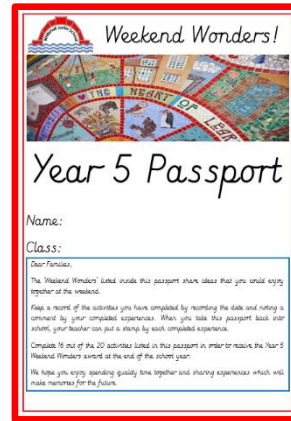 Weekend Wonders!
THE HEART OF LEAR
Year 5 Passport
Name:
Class:
Dear Families,
The 'Weekend Wonders' listed inside this passport share ideas that you could enjoy
together at the weekend.
Keep a record of the activities you have completed by recording the date and noting a
comment by your completed experiences. When you take this passport back into
school, your teacher can put a stamp by each completed experience.
Complete 16 out of the 20 activities listed in this passport in order to receive the Year 5
Weekend Wonders award at the end of the school year.
We hope you enjoy spending quality time together and sharing experiences which will
make memories for the future.